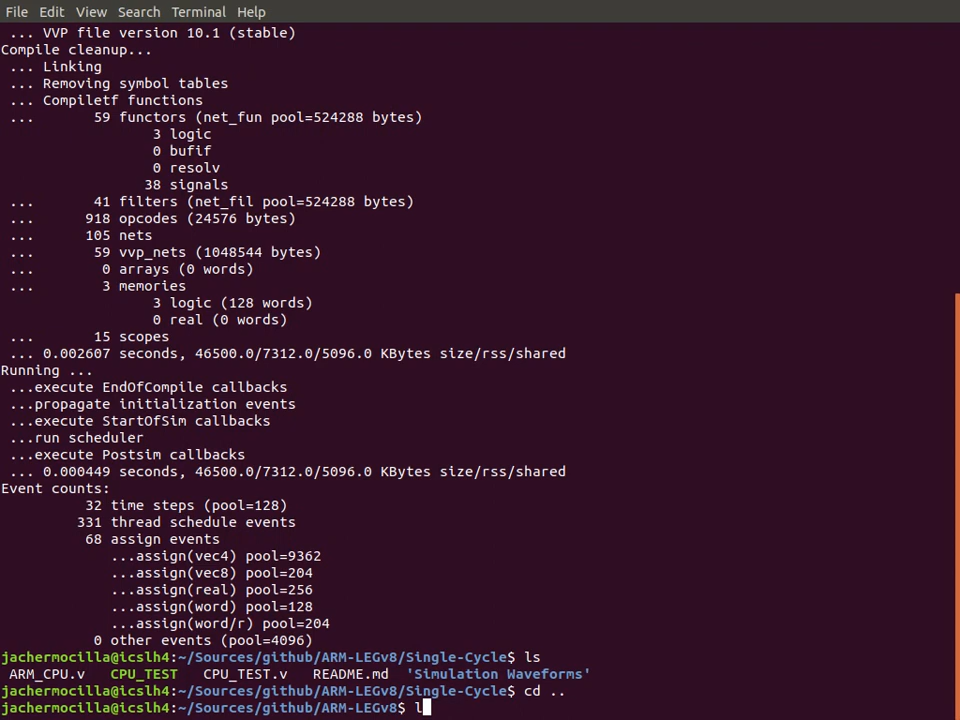 File Edit View Search Terminal Help
... VVP file version 10.1 (stable)
Compile cleanup...
... Linking
... Removing symbol tables
... Compiletf functions
... 59 functors (net_fun pool=524288 bytes)
3 logic
0 bufif
0 resolv
38 signals
... 41 filters (net_fil pool=524288 bytes)
... 918 opcodes (24576 bytes)
... 105 nets
... 59 vvp_nets (1048544 bytes)
... 0 arrays (0 words)
... 3 memories
3 logic (128 words)
0 real (0 words)
... 15 scopes
... 0.002607 seconds, 46500.0/7312.0/5096.0 KBytes size/rss/shared
Running ...
...execute EndOfCompile callbacks
...propagate initialization events
...execute StartOfSim callbacks
...run scheduler
...execute Postsim callbacks
... 0.000449 seconds, 46500.0/7312.0/5096.0 KBytes size/rss/shared
Event counts:
32 time steps (pool=128)
331 thread schedule events
68 assign events
...assign(vec4) pool=9362
...assign(vec8) pool=204
...assign(real) pool=256
...assign(word) pool=128
...assign(word/r) pool=204
0 other events (pool=4096)
jachermocilla@icslh4:~/Sources/github/ARM-LEGv8/Single-Cycle$ ls
ARM_CPU.v CPU_TEST CPU_TEST.v README.md 'Simulation Waveforms'
jachermocilla@icslh4:~/Sources/github/ARM-LEGv8/Single-Cycle$ cd ..
jachermocilla@icslh4:~/Sources/github/ARM-LEGv8$ l